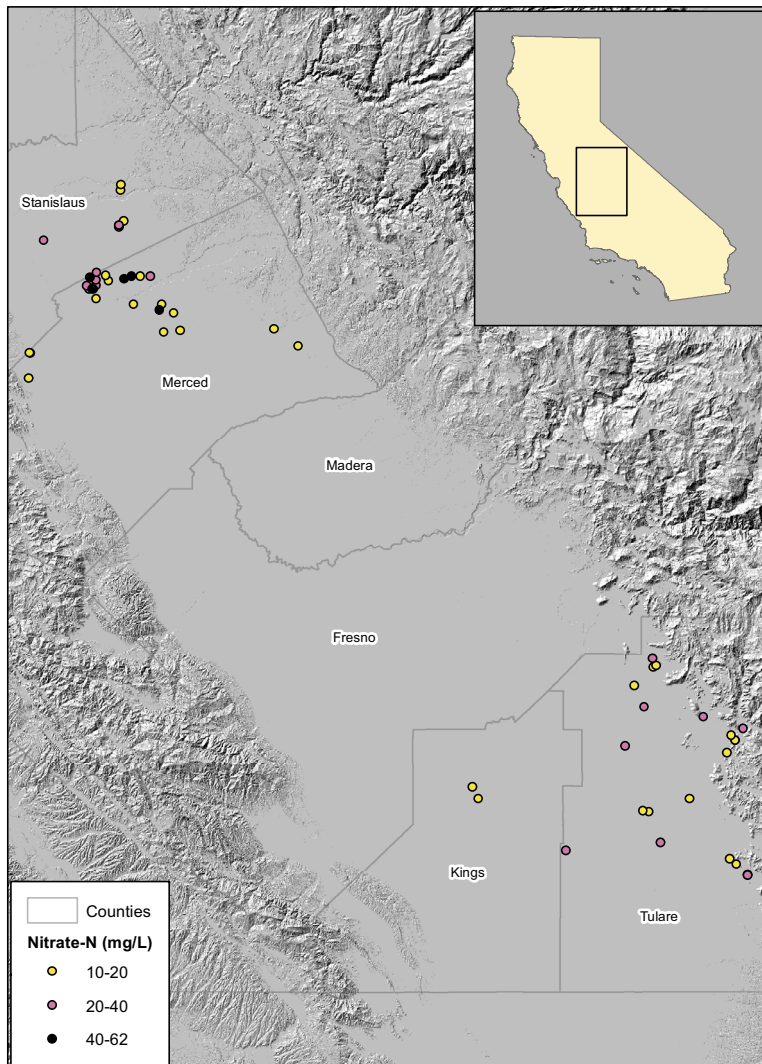 Stanislaus
Merced
Madera
Fresno
Kings
Tulare
Counties
Nitrate-N (mg/L)
10-20
20-40
40-62